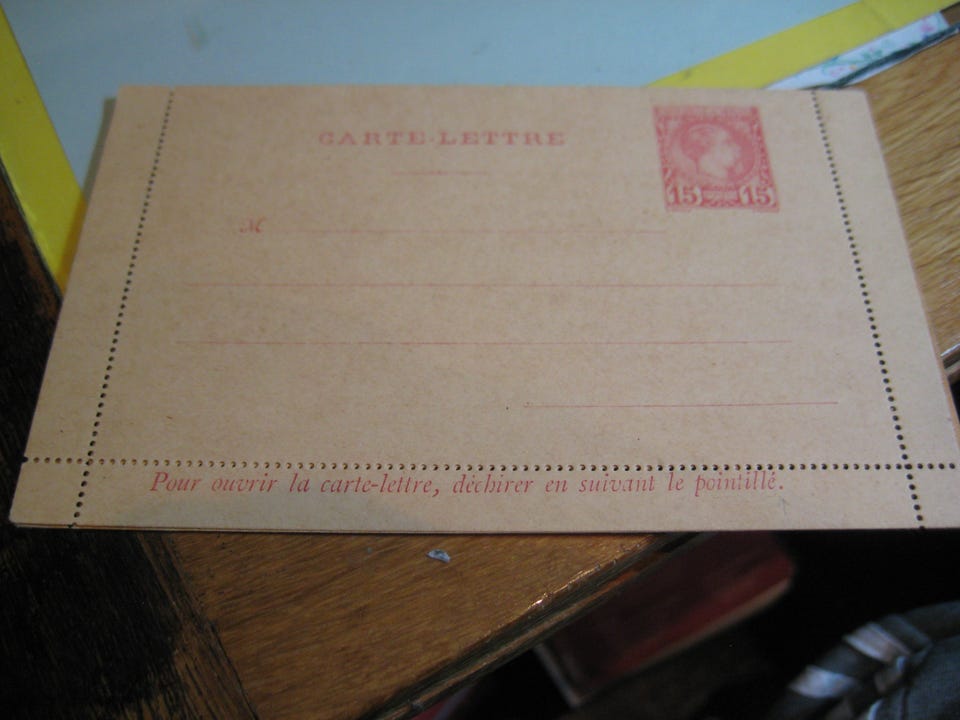 CARTE-LETTRE
15 15
M
Pour ouvrir la carte-lettre, déchirer en suivant le pointillé.